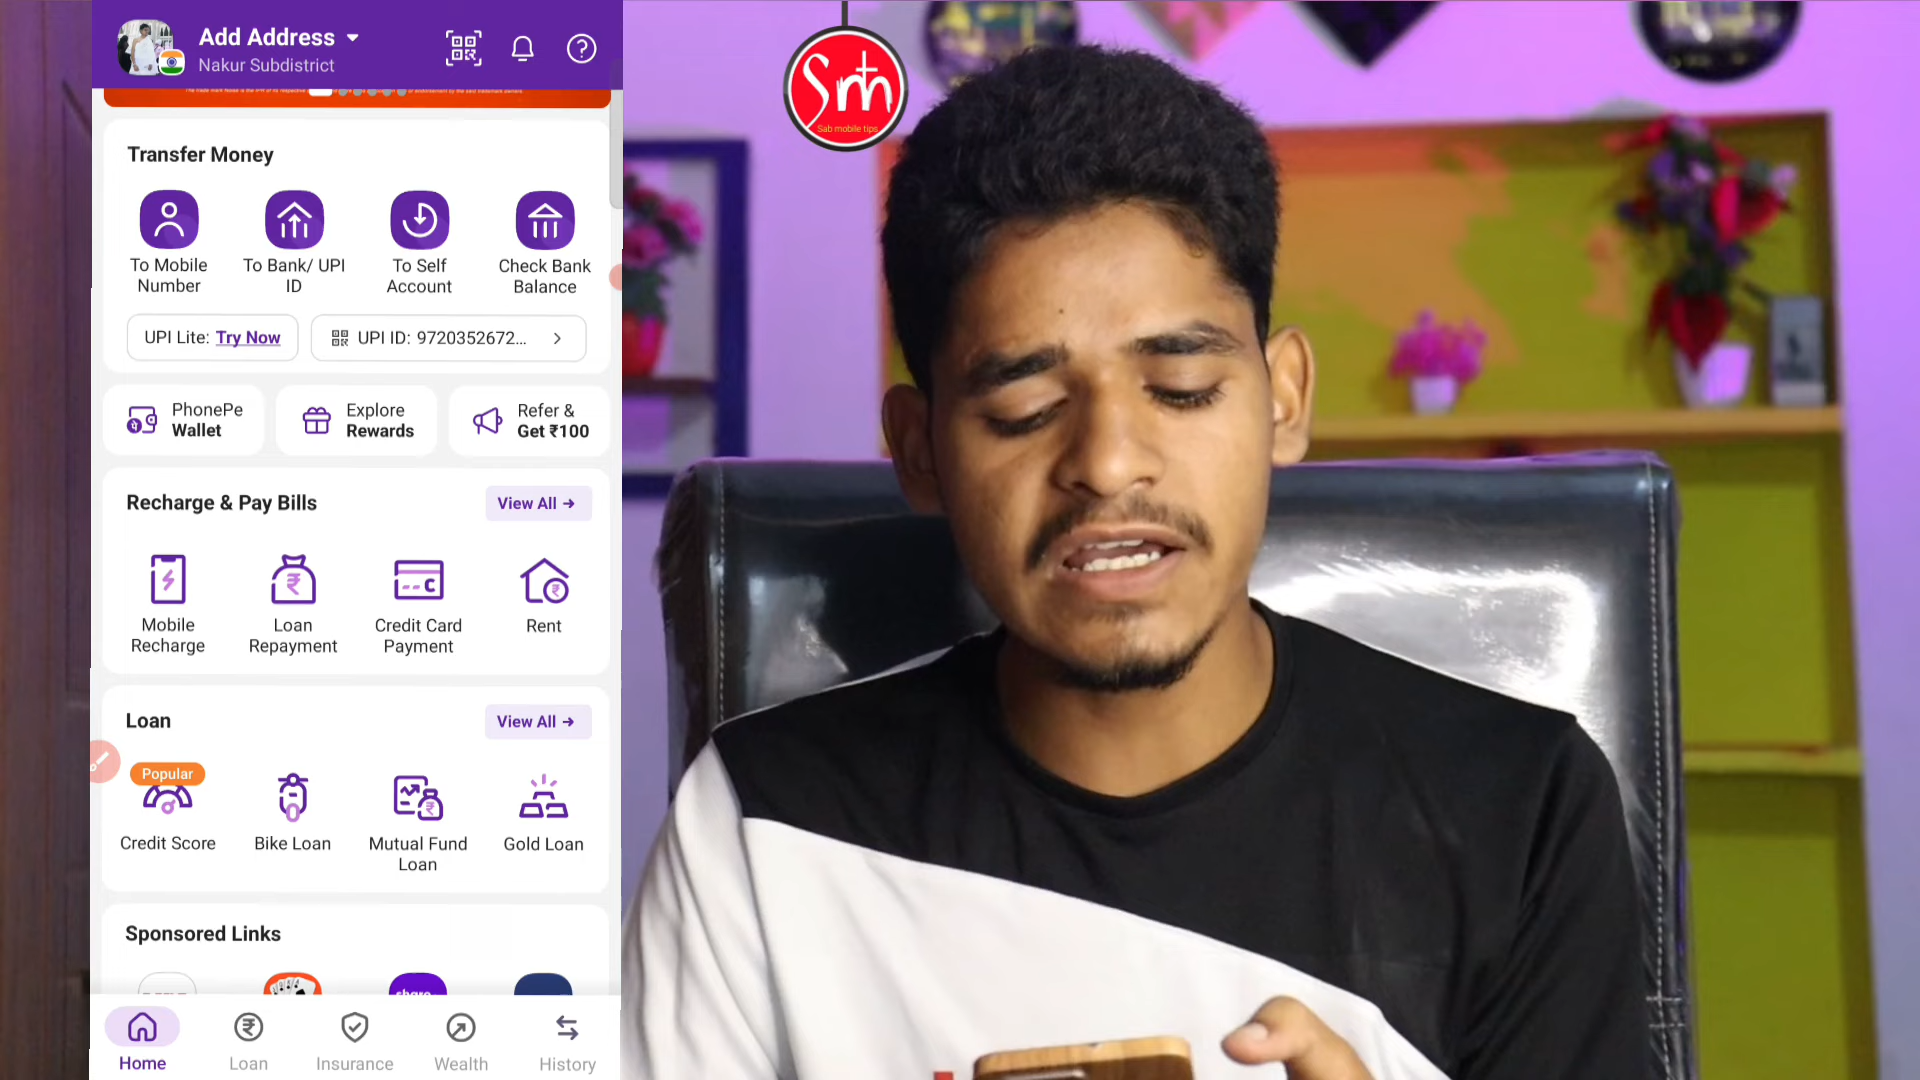 Add Address
Nakur Subdistrict
Transfer Money
To Mobile Number
To Bank/ UPI ID
To Self Account
Check Bank Balance
UPI Lite: Try Now
UPI ID: 9720352672...
PhonePe Wallet
Explore Rewards
Refer & Get ₹100
Recharge & Pay Bills
View All →
Mobile Recharge
Loan Repayment
Credit Card Payment
Rent
Loan
View All →
Popular
Credit Score
Bike Loan
Mutual Fund Loan
Gold Loan
Sponsored Links
Home
Loan
Insurance
Wealth
History
Sm
Sab mobile tips